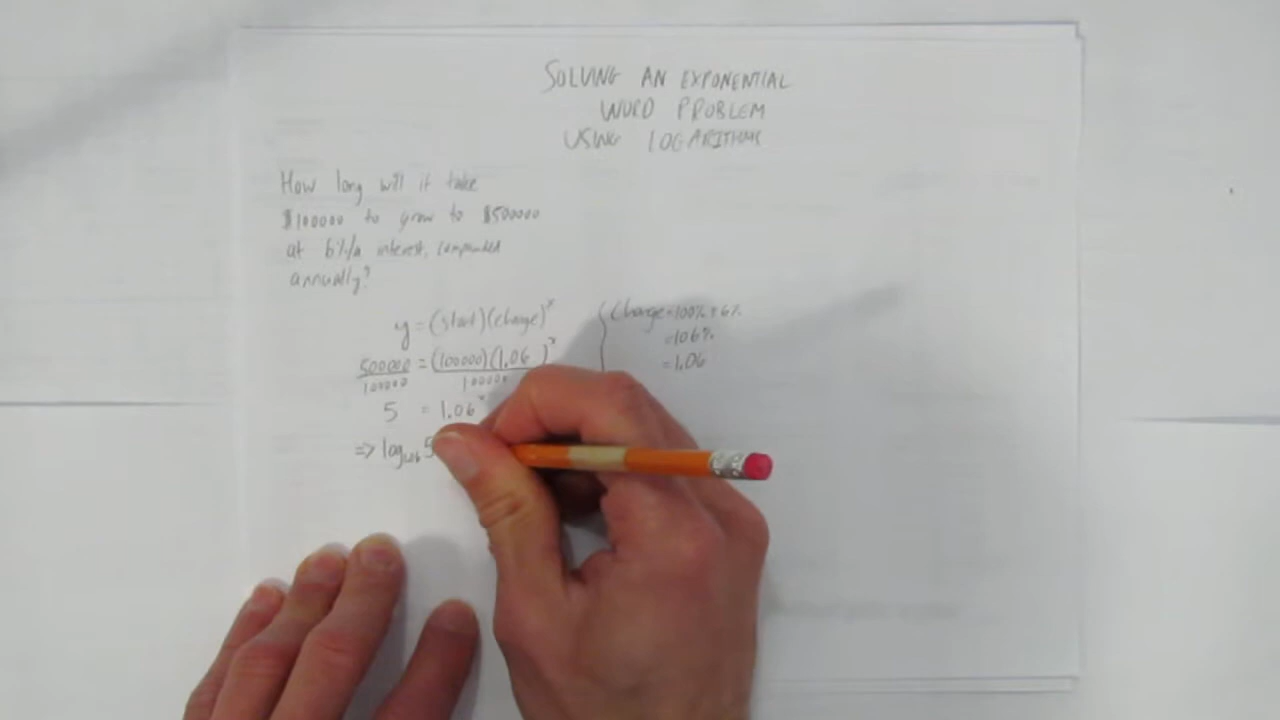 SOLVING AN EXPONENTIAL
WORD PROBLEM
USING LOGARITHMS
How long will it take
$100000 to grow to $500000
at 6%/a interest, compounded
annually?
y = (start)(change)^x
500000 = (100000)(1.06)^x
100000 100000
5 = 1.06^x
=> log_1.06 5
Change = 100% + 6%
= 106%
= 1.06